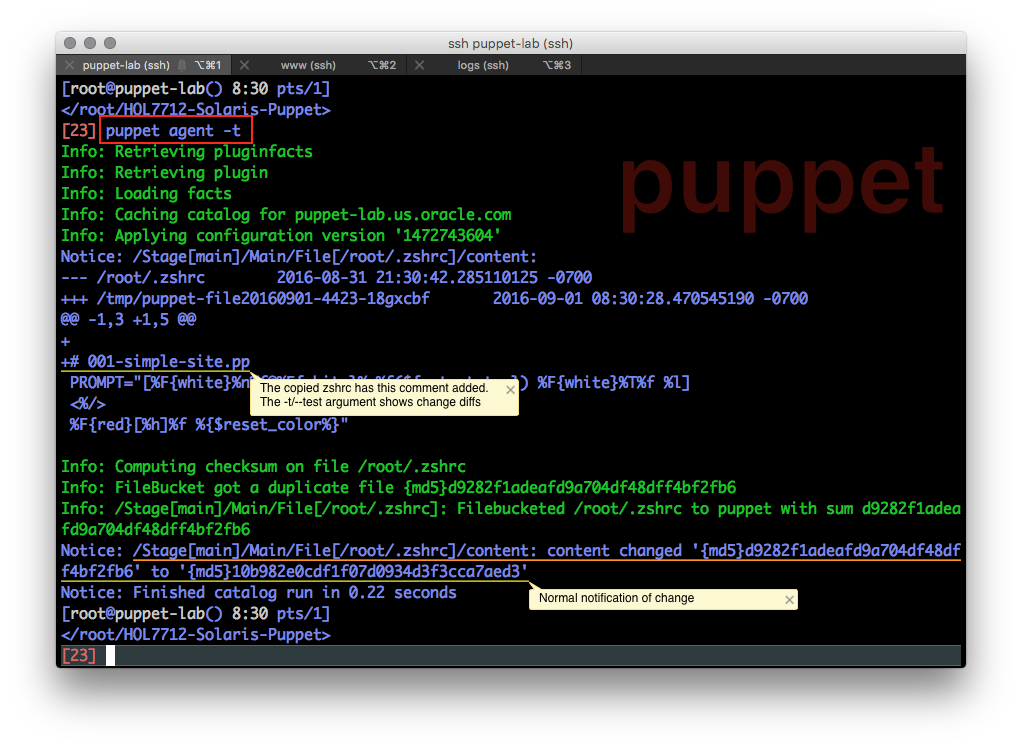 ssh puppet-lab (ssh)
puppet-lab (ssh) ⌥⌘1 www (ssh) ⌥⌘2 logs (ssh) ⌥⌘3
[root@puppet-lab() 8:30 pts/1]
</root/HOL7712-Solaris-Puppet>
[23] puppet agent -t
Info: Retrieving pluginfacts
Info: Retrieving plugin
Info: Loading facts
Info: Caching catalog for puppet-lab.us.oracle.com
Info: Applying configuration version '1472743604'
puppet
Notice: /Stage[main]/Main/File[/root/.zshrc]/content:
--- /root/.zshrc 2016-08-31 21:30:42.285110125 -0700
+++ /tmp/puppet-file20160901-4423-18gxcbf 2016-09-01 08:30:28.470545190 -0700
@@ -1,3 +1,5 @@
+
+# 001-simple-site.pp
PROMPT="[%F{white}%n %F{white}%T%f %l]
The copied zshrc has this comment added.
The -t/--test argument shows change diffs
<%/>
%F{red}[%h]%f %{$reset_color%}"
Info: Computing checksum on file /root/.zshrc
Info: FileBucket got a duplicate file {md5}d9282f1adeafd9a704df48dff4bf2fb6
Info: /Stage[main]/Main/File[/root/.zshrc]: Filebucketed /root/.zshrc to puppet with sum d9282f1adea
fd9a704df48dff4bf2fb6
Notice: /Stage[main]/Main/File[/root/.zshrc]/content: content changed '{md5}d9282f1adeafd9a704df48df
f4bf2fb6' to '{md5}10b982e0cdf1f07d0934d3f3cca7aed3'
Notice: Finished catalog run in 0.22 seconds
Normal notification of change
[root@puppet-lab() 8:30 pts/1]
</root/HOL7712-Solaris-Puppet>
[23]